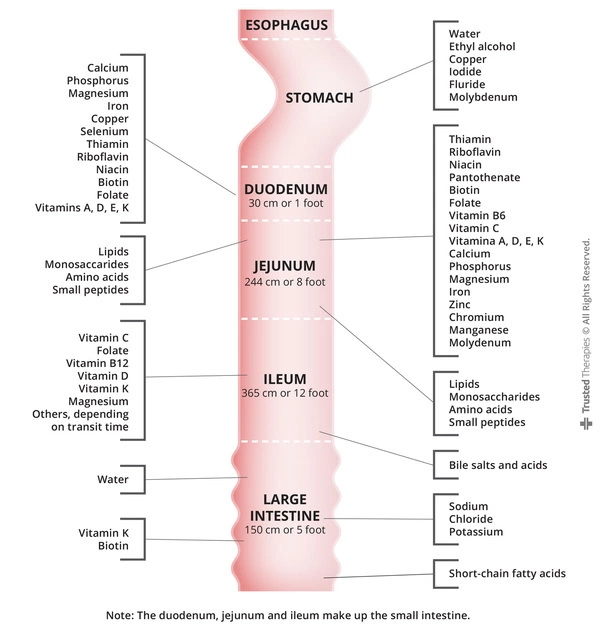 ESOPHAGUS
STOMACH
Water
Ethyl alcohol
Copper
Iodide
Fluride
Molybdenum
Calcium
Phosphorus
Magnesium
Iron
Copper
Selenium
Thiamin
Riboflavin
Niacin
Biotin
Folate
Vitamins A, D, E, K
DUODENUM
30 cm or 1 foot
Thiamin
Riboflavin
Niacin
Pantothenate
Biotin
Folate
Vitamin B6
Vitamin C
Vitamina A, D, E, K
Calcium
Phosphorus
Magnesium
Iron
Zinc
Chromium
Manganese
Molydenum
Lipids
Monosaccarides
Amino acids
Small peptides
JEJUNUM
244 cm or 8 foot
Lipids
Monosaccharides
Amino acids
Small peptides
Vitamin C
Folate
Vitamin B12
Vitamin D
Vitamin K
Magnesium
Others, depending
on transit time
ILEUM
365 cm or 12 foot
Bile salts and acids
Water
LARGE
INTESTINE
150 cm or 5 foot
Sodium
Chloride
Potassium
Vitamin K
Biotin
Short-chain fatty acids
Note: The duodenum, jejunum and ileum make up the small intestine.
Trusted Therapies © All Rights Reserved.